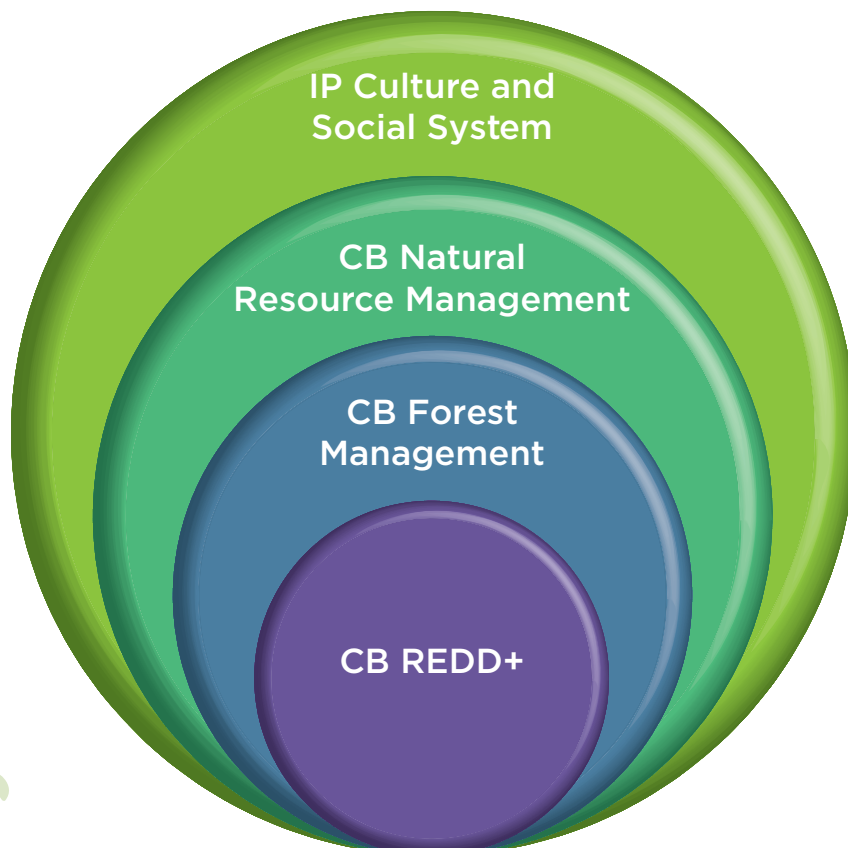 IP Culture and
Social System
CB Natural
Resource Management
CB Forest
Management
CB REDD+